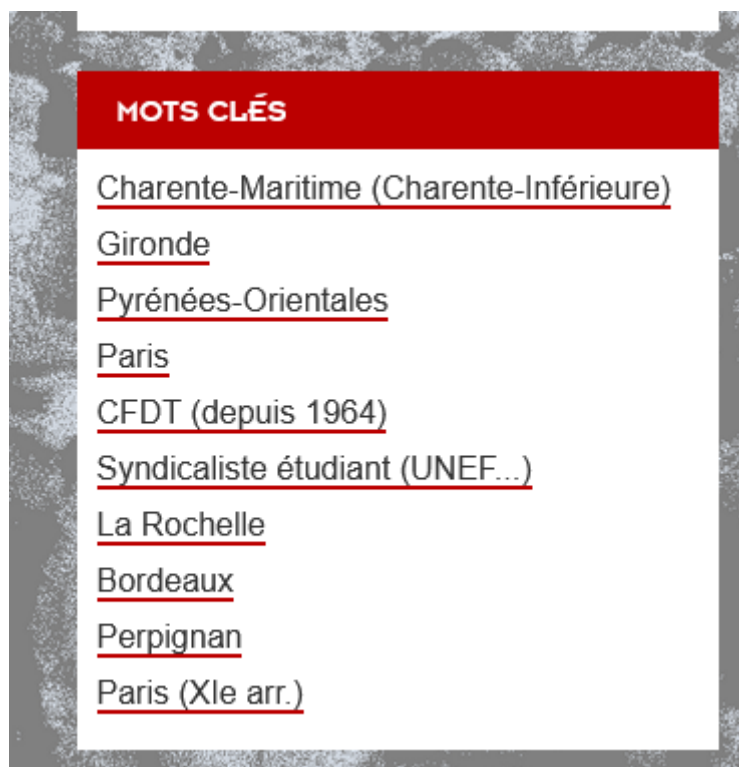 MOTS CLÉS
Charente-Maritime (Charente-Inférieure)
Gironde
Pyrénées-Orientales
Paris
CFDT (depuis 1964)
Syndicaliste étudiant (UNEF...)
La Rochelle
Bordeaux
Perpignan
Paris (XIe arr.)